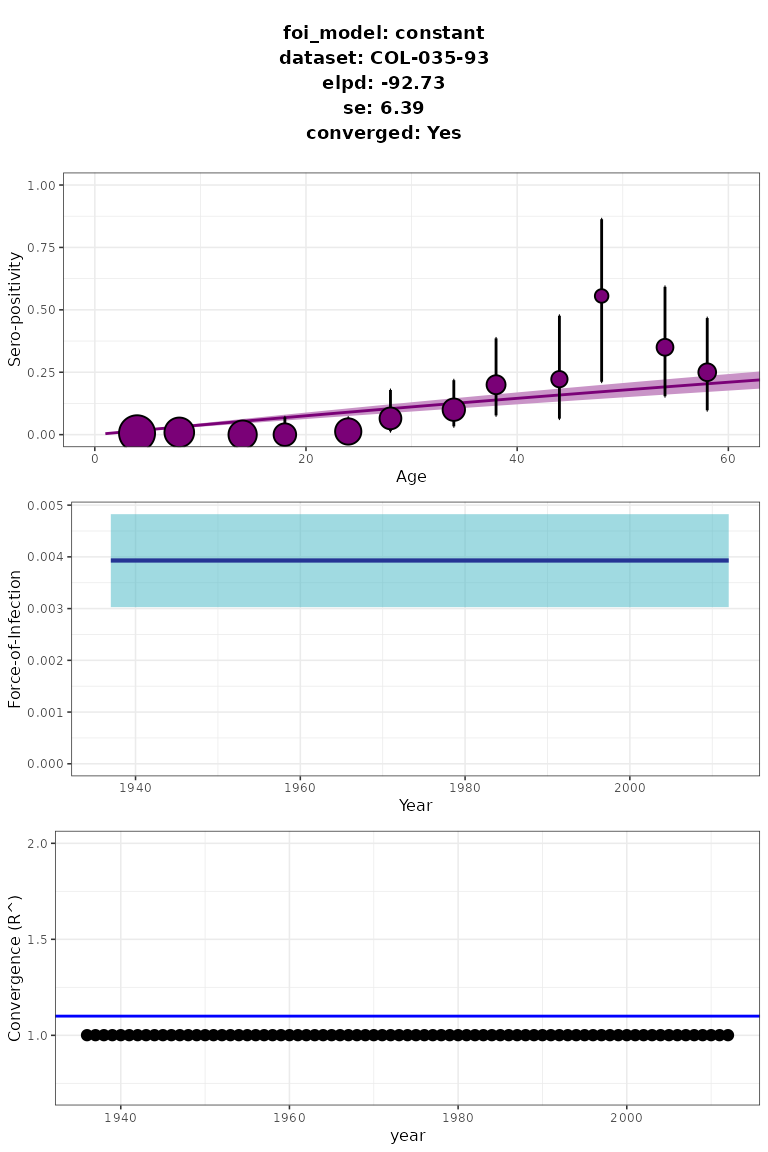 foi_model: constant
dataset: COL-035-93
elpd: -92.73
se: 6.39
converged: Yes
1.00
0.75
0.50
0.25
0.00
Sero-positivity
0 20 40 60
Age
0.005
0.004
0.003
0.002
0.001
0.000
Force-of-Infection
1940 1960 1980 2000
Year
2.0
1.5
1.0
Convergence (R^)
1940 1960 1980 2000
year